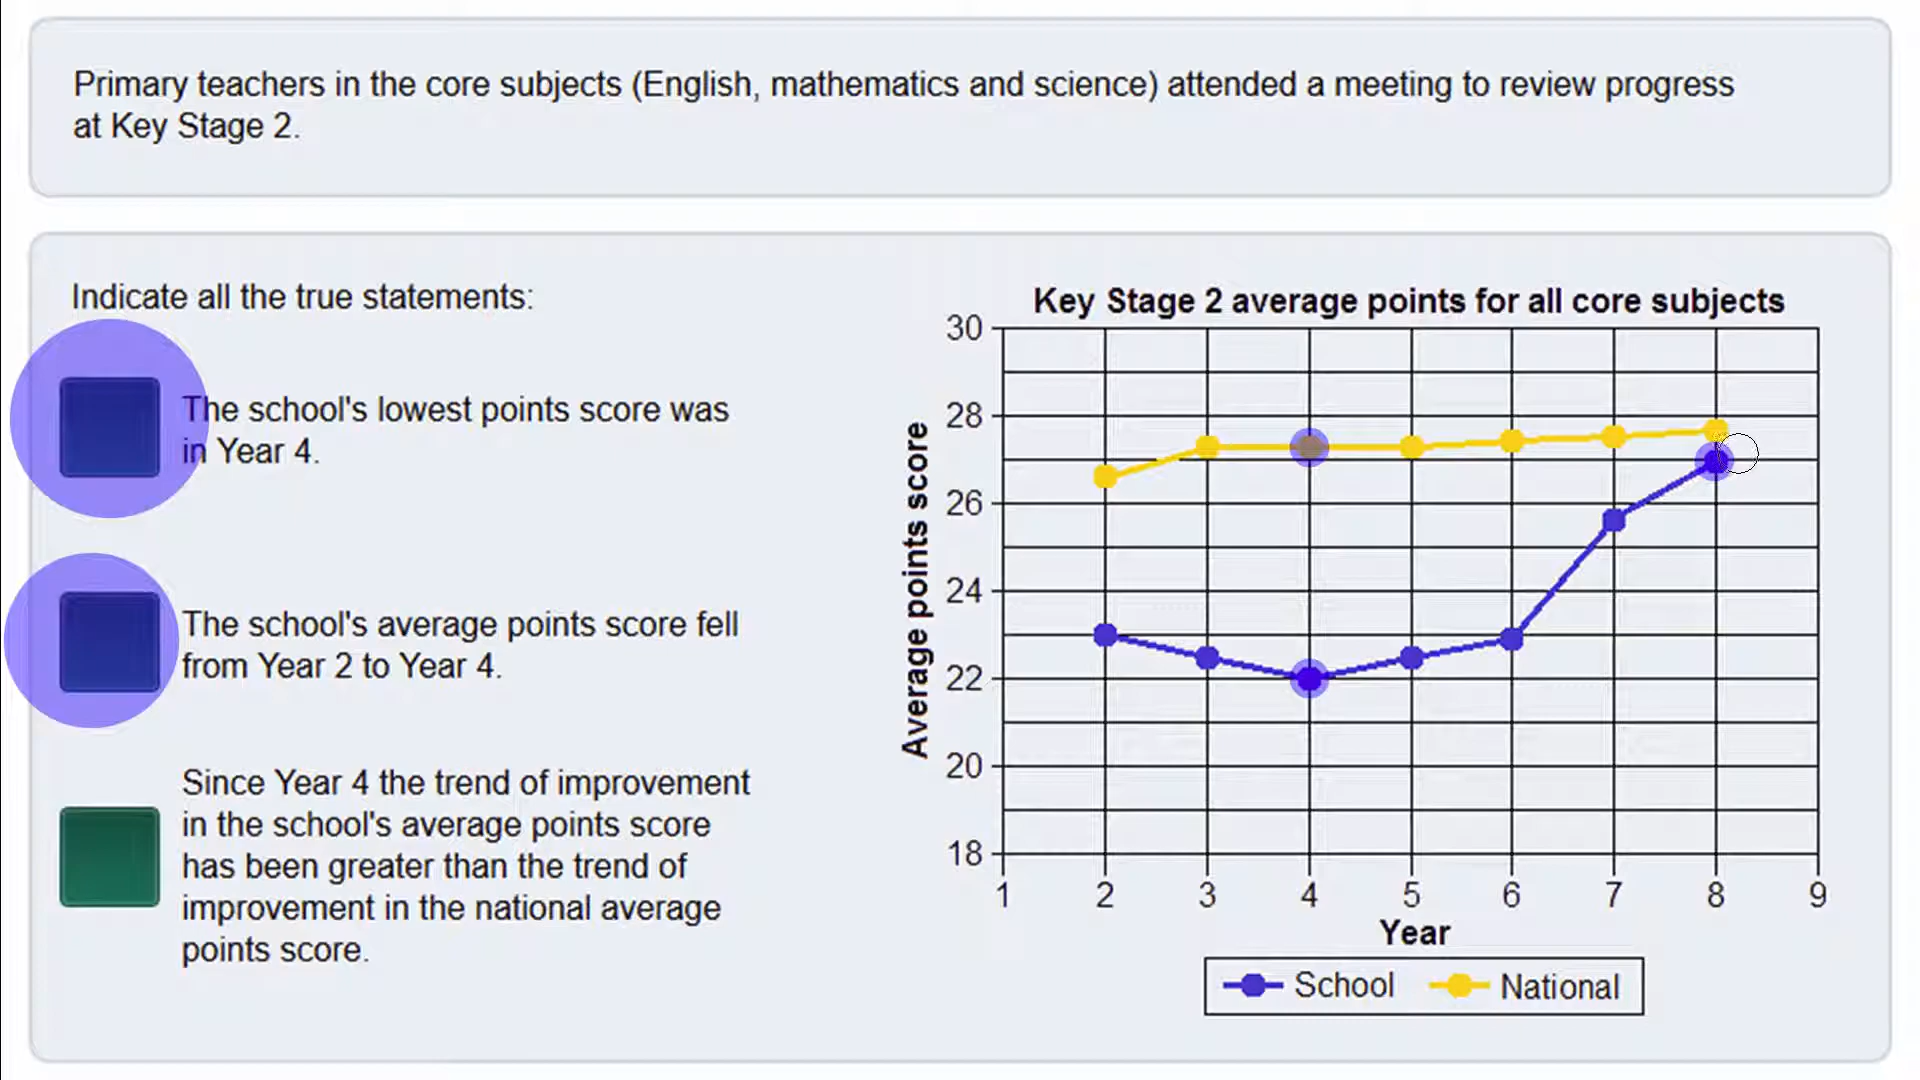 Primary teachers in the core subjects (English, mathematics and science) attended a meeting to review progress
at Key Stage 2.
Indicate all the true statements:
The school's lowest points score was
in Year 4.
The school's average points score fell
from Year 2 to Year 4.
Since Year 4 the trend of improvement
in the school's average points score
has been greater than the trend of
improvement in the national average
points score.
Key Stage 2 average points for all core subjects
Average points score
30
28
26
24
22
20
18
1 2 3 4 5 6 7 8 9
Year
School National